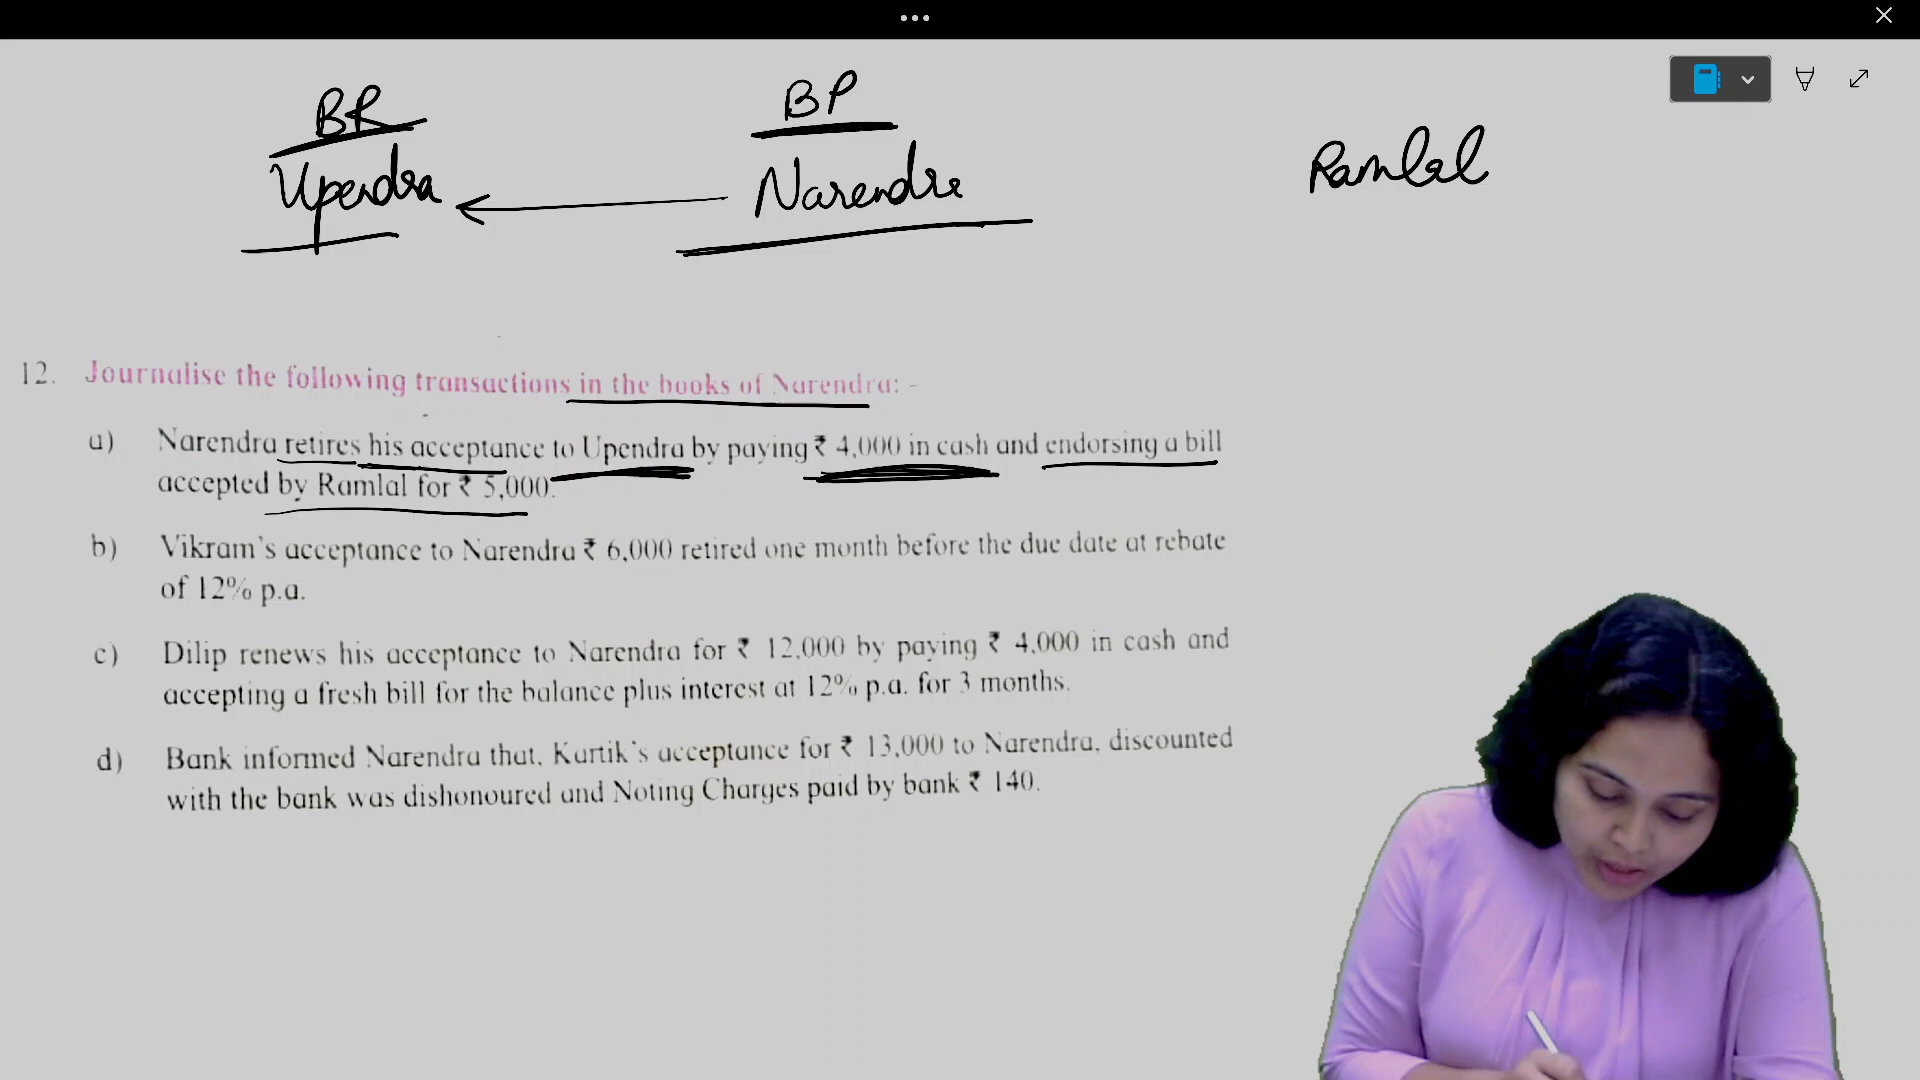 BR
BP
Upendra
Narendra
Ramlal
12. Journalise the following transactions in the books of Narendra: -
a) Narendra retires his acceptance to Upendra by paying ₹ 4,000 in cash and endorsing a bill
accepted by Ramlal for ₹ 5,000.
b) Vikram's acceptance to Narendra ₹ 6,000 retired one month before the due date at rebate
of 12% p.a.
c) Dilip renews his acceptance to Narendra for ₹ 12,000 by paying ₹ 4,000 in cash and
accepting a fresh bill for the balance plus interest at 12% p.a. for 3 months.
d) Bank informed Narendra that, Kartik's acceptance for ₹ 13,000 to Narendra, discounted
with the bank was dishonoured and Noting Charges paid by bank ₹ 140.